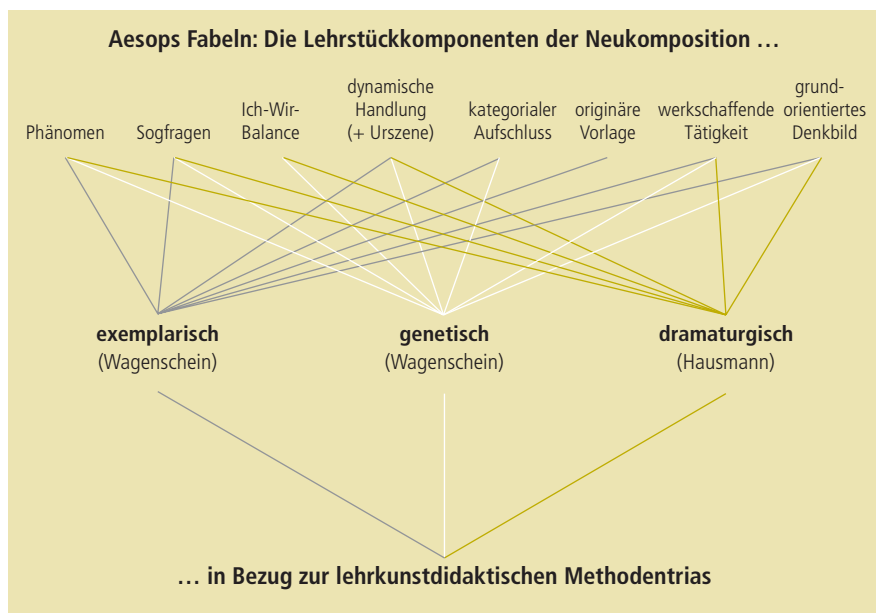 Aesops Fabeln: Die Lehrstückkomponenten der Neukomposition …
Phänomen
Sogfragen
Ich-Wir-
Balance
dynamische
Handlung
(+ Urszene)
kategorialer
Aufschluss
originäre
Vorlage
werkschaffende
Tätigkeit
grund-
orientiertes
Denkbild
exemplarisch
(Wagenschein)
genetisch
(Wagenschein)
dramaturgisch
(Hausmann)
… in Bezug zur lehrkunstdidaktischen Methodentrias